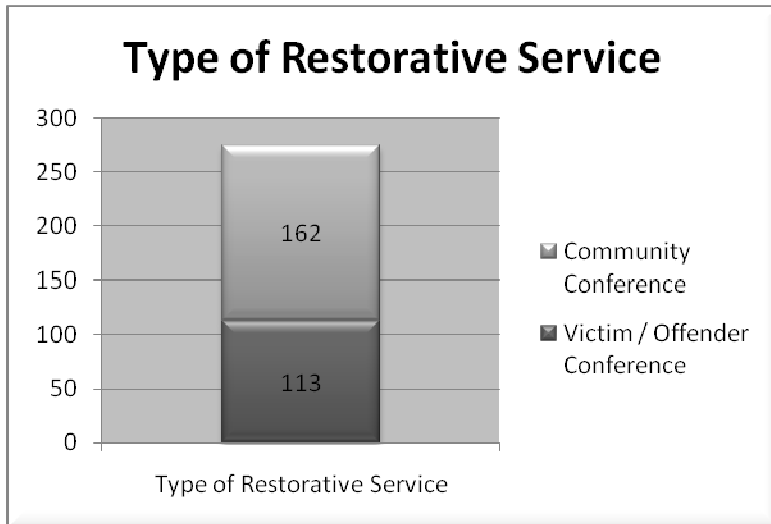 Type of Restorative Service
300
250
200
150
100
50
0
162
113
Type of Restorative Service
Community
Conference
Victim / Offender
Conference